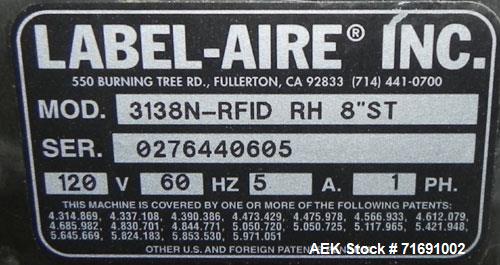 LABEL-AIRE® INC.
550 BURNING TREE RD., FULLERTON, CA 92833 (714) 441-0700
MOD. 3138N-RFID RH 8"ST
SER. 0276440605
120 V 60 HZ 5 A. 1 PH.
THIS MACHINE IS COVERED BY ONE OR MORE OF THE FOLLOWING PATENTS:
4.314.869 4.337.108 4.390.386 4.473.429 4.475.978 4.566.933 4.612.079
4.685.982 4.830.701 4.844.771 5.050.720 5.050.725 5.117.965 5.421.948
5.645.669 5.824.183 5.853.530 5.971.051
OTHER U.S. AND FOREIGN PATENTS
AEK Stock # 71691002